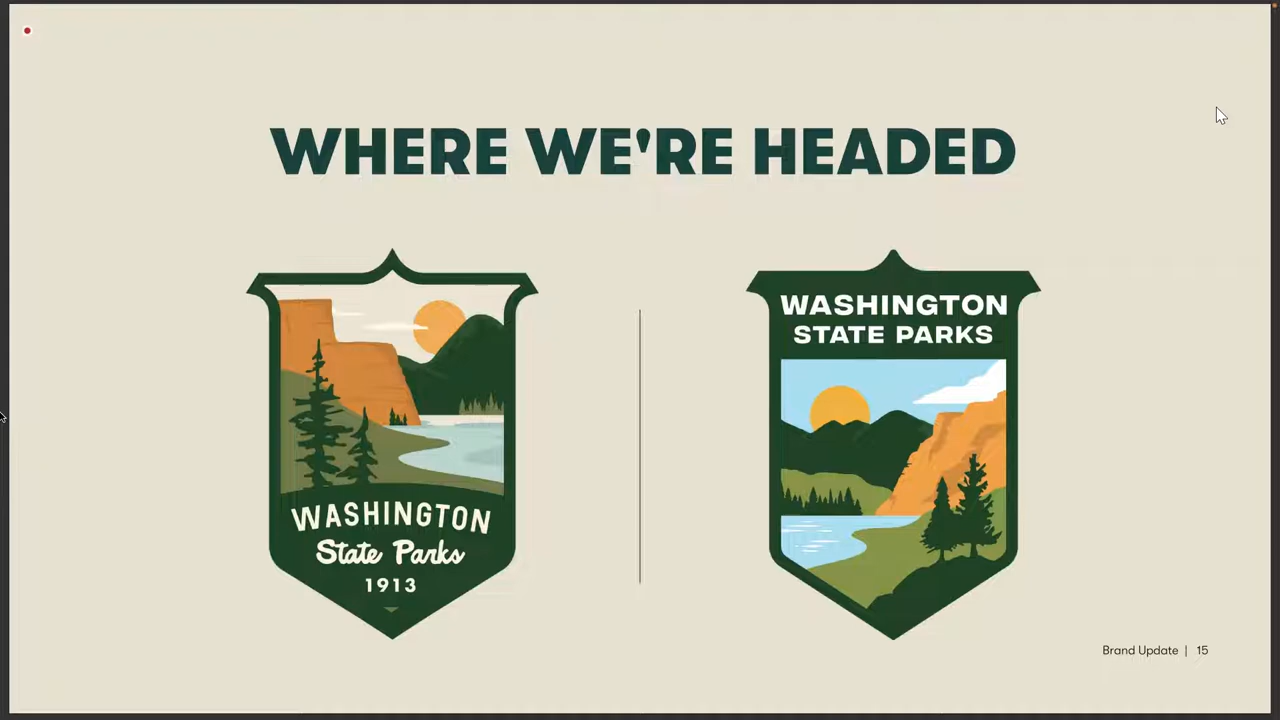 WHERE WE'RE HEADED
WASHINGTON
State Parks
1913
WASHINGTON
STATE PARKS
Brand Update | 15